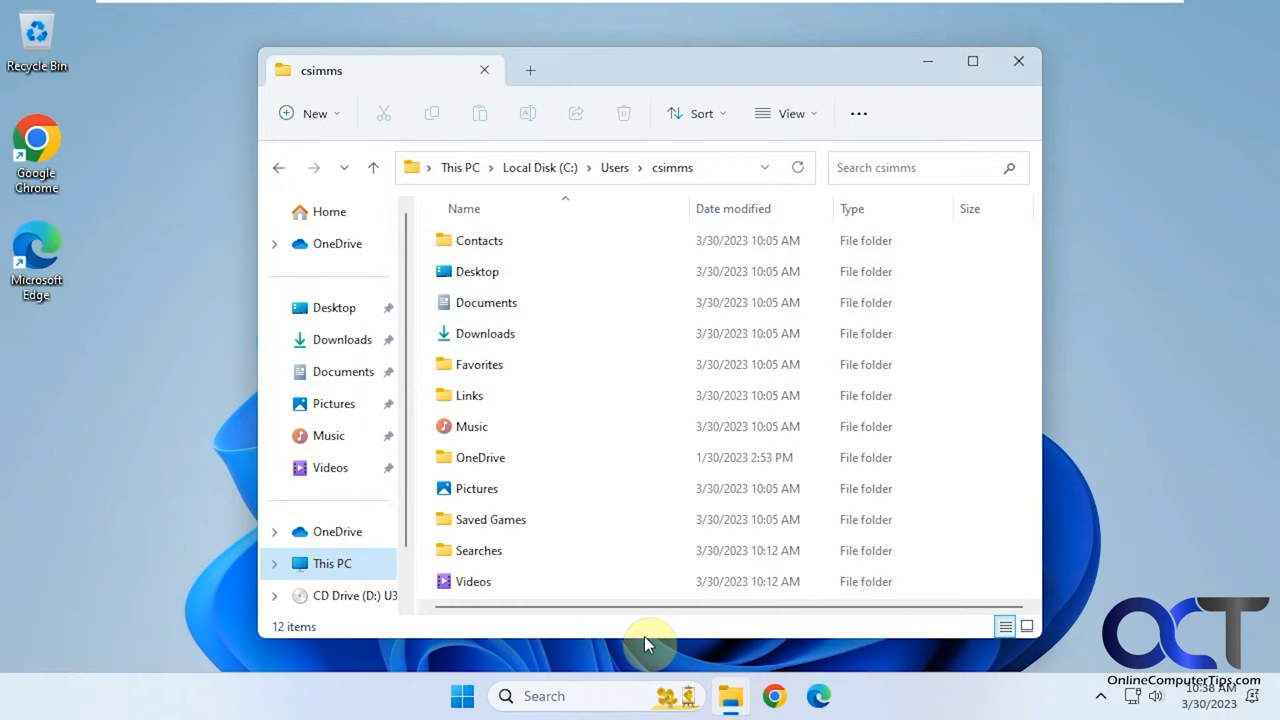 Recycle Bin
Google
Chrome
Microsoft
Edge
csimms
New
Sort
View
This PC
Local Disk (C:)
Users
csimms
Search csimms
Home
OneDrive
Desktop
Downloads
Documents
Pictures
Music
Videos
OneDrive
This PC
CD Drive (D:) U3
Name Date modified Type Size
Contacts 3/30/2023 10:05 AM File folder
Desktop 3/30/2023 10:05 AM File folder
Documents 3/30/2023 10:05 AM File folder
Downloads 3/30/2023 10:05 AM File folder
Favorites 3/30/2023 10:05 AM File folder
Links 3/30/2023 10:05 AM File folder
Music 3/30/2023 10:05 AM File folder
OneDrive 1/30/2023 2:53 PM File folder
Pictures 3/30/2023 10:05 AM File folder
Saved Games 3/30/2023 10:05 AM File folder
Searches 3/30/2023 10:12 AM File folder
Videos 3/30/2023 10:12 AM File folder
12 items
OCT
OnlineComputerTips.com
Search
10:38 AM
3/30/2023